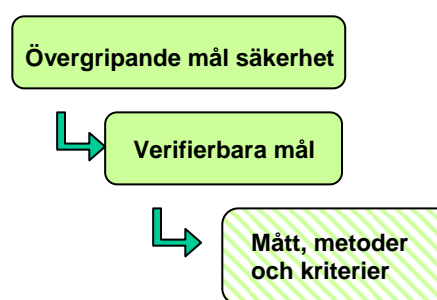 Övergripande mål säkerhet
Verifierbara mål
Mått, metoder
och kriterier